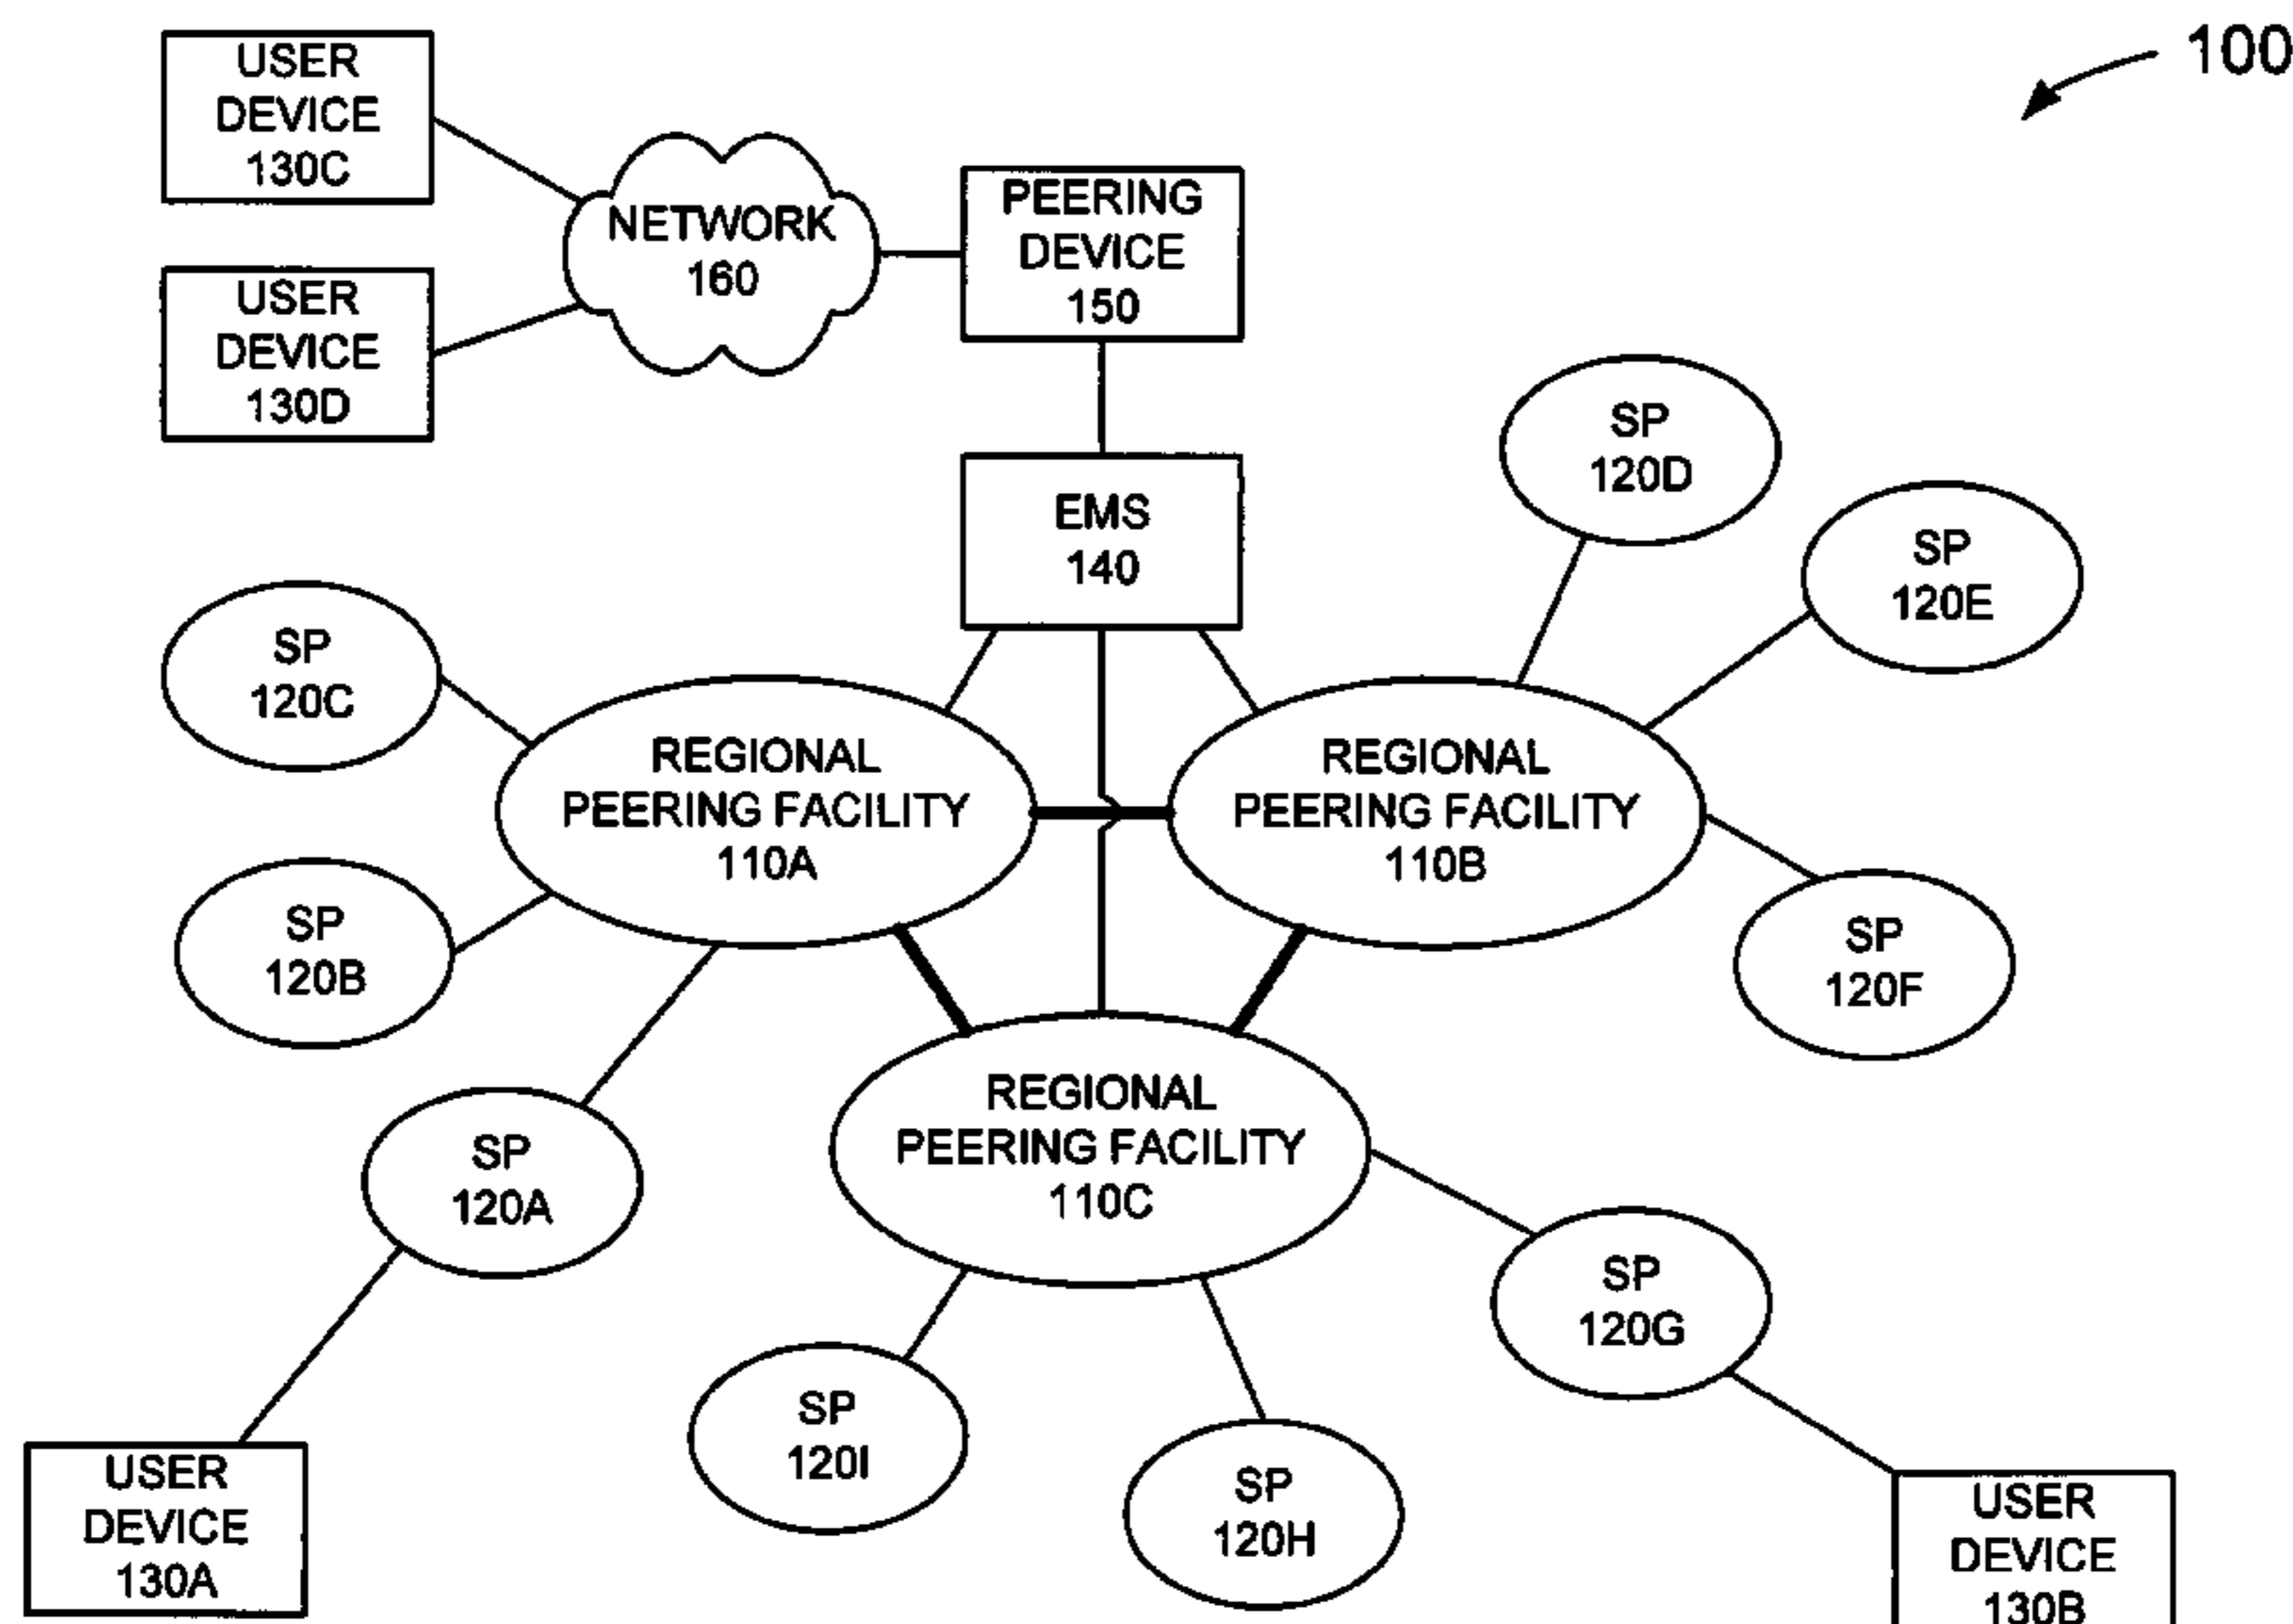 100
USER
DEVICE
130C
NETWORK
160
PEERING
DEVICE
150
USER
DEVICE
130D
SP
120D
EMS
140
SP
120E
SP
120C
REGIONAL
PEERING FACILITY
110A
REGIONAL
PEERING FACILITY
110B
SP
120B
SP
120F
REGIONAL
PEERING FACILITY
110C
SP
120A
SP
120G
SP
120I
SP
120H
USER
DEVICE
130A
USER
DEVICE
130B